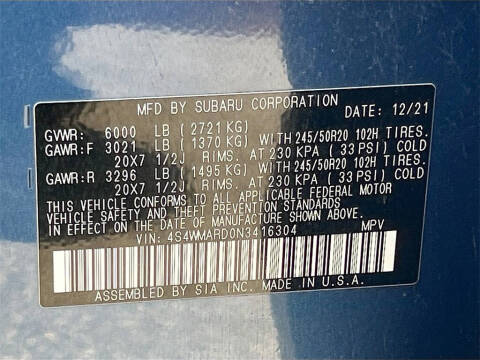 MFD BY SUBARU CORPORATION DATE: 12/21
GVWR: 6000 LB (2721 KG)
GAWR:F 3021 LB (1370 KG) WITH 245/50R20 102H TIRES.
20X7 1/2J RIMS. AT 230 KPA (33 PSI) COLD
GAWR:R 3296 LB (1495 KG) WITH 245/50R20 102H TIRES.
20X7 1/2J RIMS. AT 230 KPA (33 PSI) COLD
THIS VEHICLE CONFORMS TO ALL APPLICABLE FEDERAL MOTOR
VEHICLE SAFETY AND THEFT PREVENTION STANDARDS
IN EFFECT ON THE DATE OF MANUFACTURE SHOWN ABOVE.
VIN: 4S4WMARD0N3416304 MPV
ASSEMBLED BY SIA INC. MADE IN U.S.A.